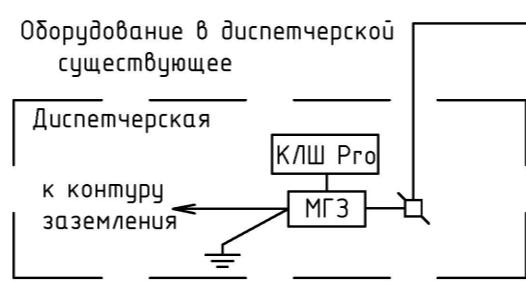 Оборудование в диспетчерской
существующее
Диспетчерская
КЛШ Pro
к контуру
заземления
МГЗ